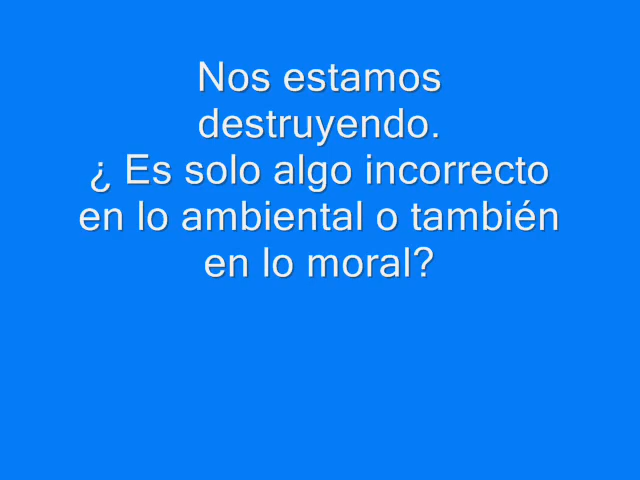 Nos estamos
destruyendo.
¿ Es solo algo incorrecto
en lo ambiental o también
en lo moral?